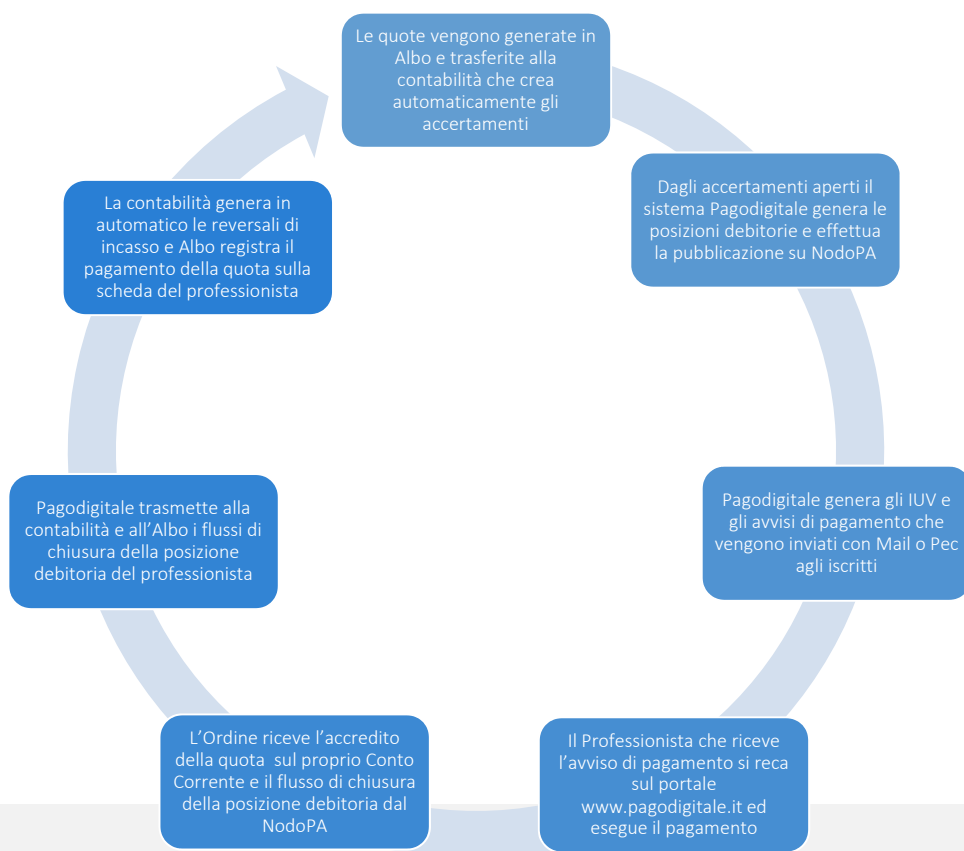 Le quote vengono generate in
Albo e trasferite alla
contabilità che crea
automaticamente gli
accertamenti
Dagli accertamenti aperti il
sistema Pagodigitale genera le
posizioni debitorie e effettua
la pubblicazione su NodoPA
Pagodigitale genera gli IUV e
gli avvisi di pagamento che
vengono inviati con Mail o Pec
agli iscritti
Il Professionista che riceve
l’avviso di pagamento si reca
sul portale
www.pagodigitale.it ed
esegue il pagamento
L’Ordine riceve l’accredito
della quota sul proprio Conto
Corrente e il flusso di chiusura
della posizione debitoria dal
NodoPA
Pagodigitale trasmette alla
contabilità e all’Albo i flussi di
chiusura della posizione
debitoria del professionista
La contabilità genera in
automatico le reversali di
incasso e Albo registra il
pagamento della quota sulla
scheda del professionista